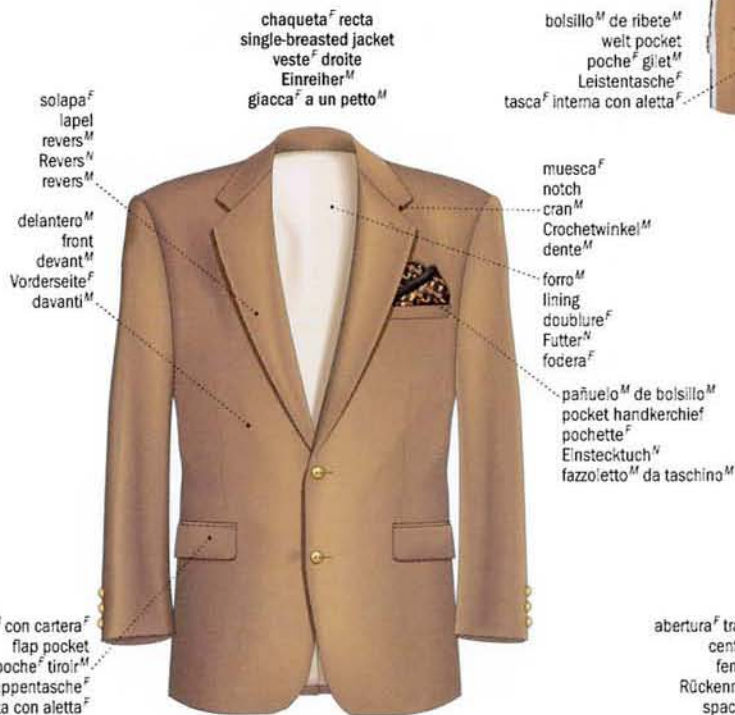 chaqueta^F recta
single-breasted jacket
veste^F droite
Einreiher^M
giacca^F a un petto^M
bolsillo^M de ribete^M
welt pocket
poche^F gilet^M
Leistentasche^F
tasca^F interna con aletta^F
solapa^F
lapel
revers^M
Revers^N
revers^M
delantero^M
front
devant^M
Vorderseite^F
davanti^M
muesca^F
notch
cran^M
Crochetwinkel^M
dente^M
forro^M
lining
doublure^F
Futter^N
fodera^F
pañuelo^M de bolsillo^M
pocket handkerchief
pochette^F
Einstecktuch^N
fazzoletto^M da taschino^M
con cartera^F
flap pocket
poche^F tiroir^M
con aletta^F
abertura^F